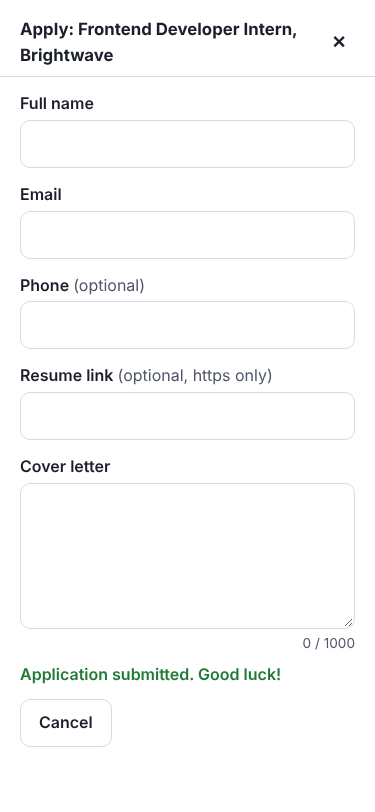 Apply: Frontend Developer Intern,
Brightwave
✕
Full name
Email
Phone (optional)
Resume link (optional, https only)
Cover letter
0 / 1000
Application submitted. Good luck!
Cancel